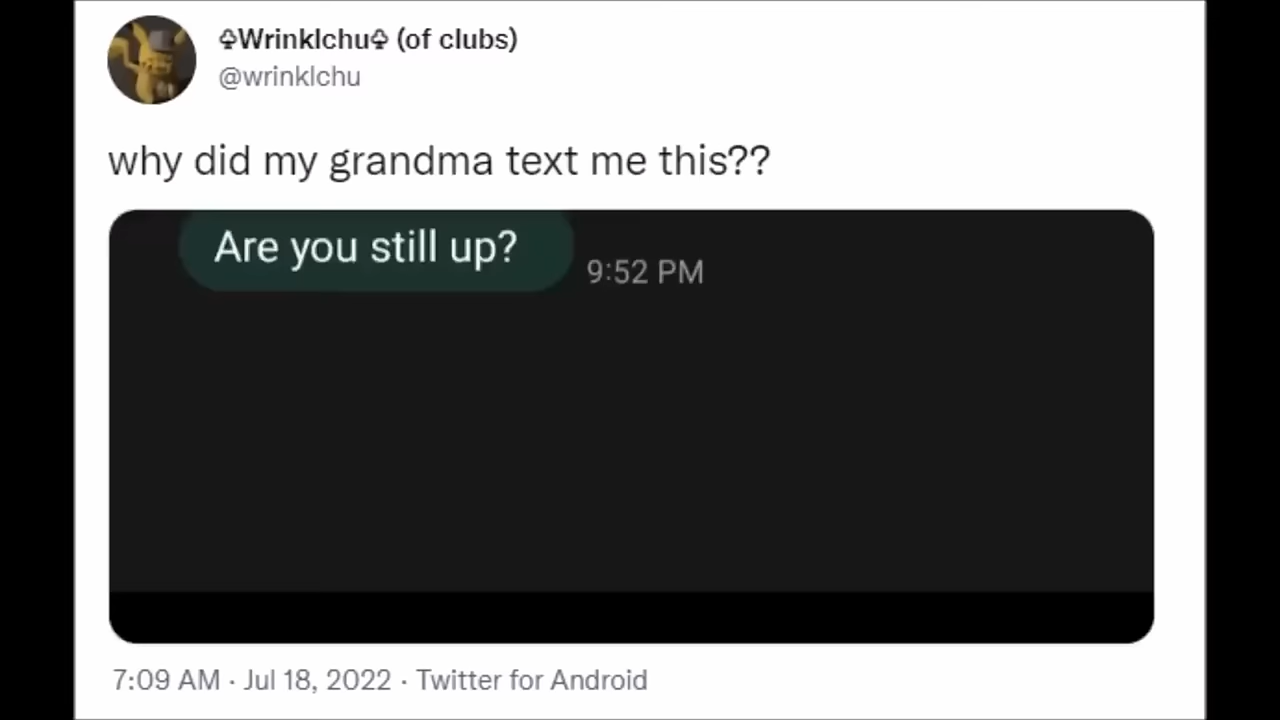 ♧Wrinklchu♧ (of clubs)
@wrinklchu
why did my grandma text me this??
Are you still up?
9:52 PM
7:09 AM · Jul 18, 2022 · Twitter for Android